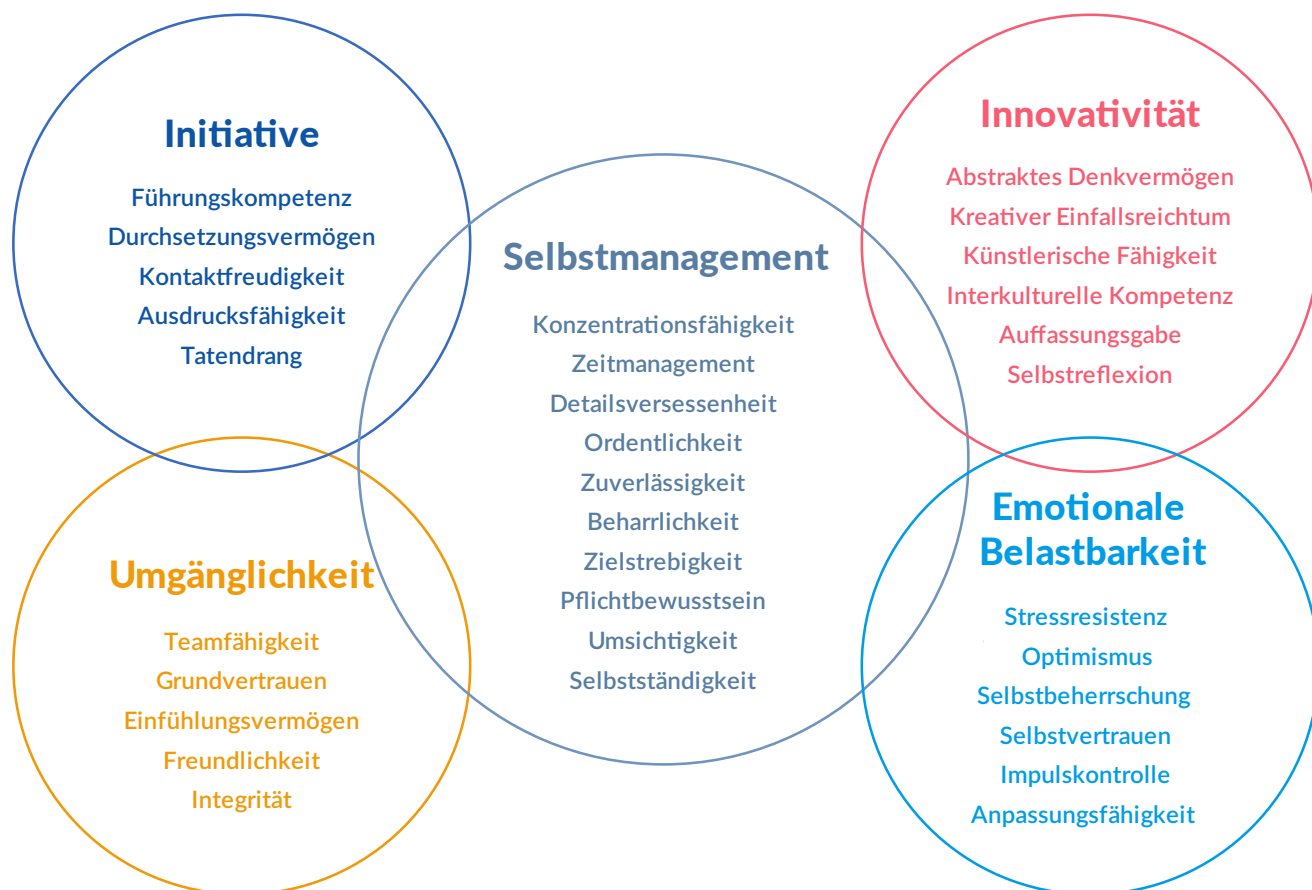 Initiative
Führungskompetenz
Durchsetzungsvermögen
Kontaktfreudigkeit
Ausdrucksfähigkeit
Tatendrang
Umgänglichkeit
Teamfähigkeit
Grundvertrauen
Einfühlungsvermögen
Freundlichkeit
Integrität
Selbstmanagement
Konzentrationsfähigkeit
Zeitmanagement
Detailsversessenheit
Ordentlichkeit
Zuverlässigkeit
Beharrlichkeit
Zielstrebigkeit
Pflichtbewusstsein
Umsichtigkeit
Selbstständigkeit
Innovativität
Abstraktes Denkvermögen
Kreativer Einfallsreichtum
Künstlerische Fähigkeit
Interkulturelle Kompetenz
Auffassungsgabe
Selbstreflexion
Emotionale
Belastbarkeit
Stressresistenz
Optimismus
Selbstbeherrschung
Selbstvertrauen
Impulskontrolle
Anpassungsfähigkeit